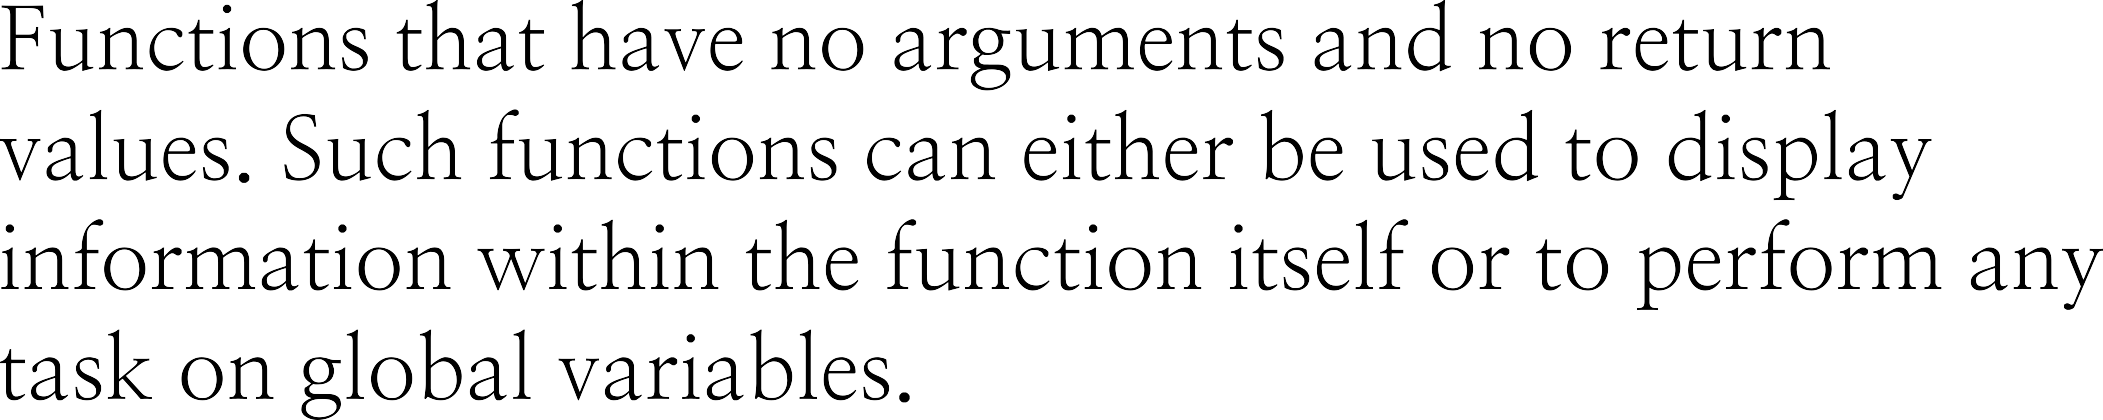 Functions that have no arguments and no return
values. Such functions can either be used to display
information within the function itself or to perform any
task on global variables.